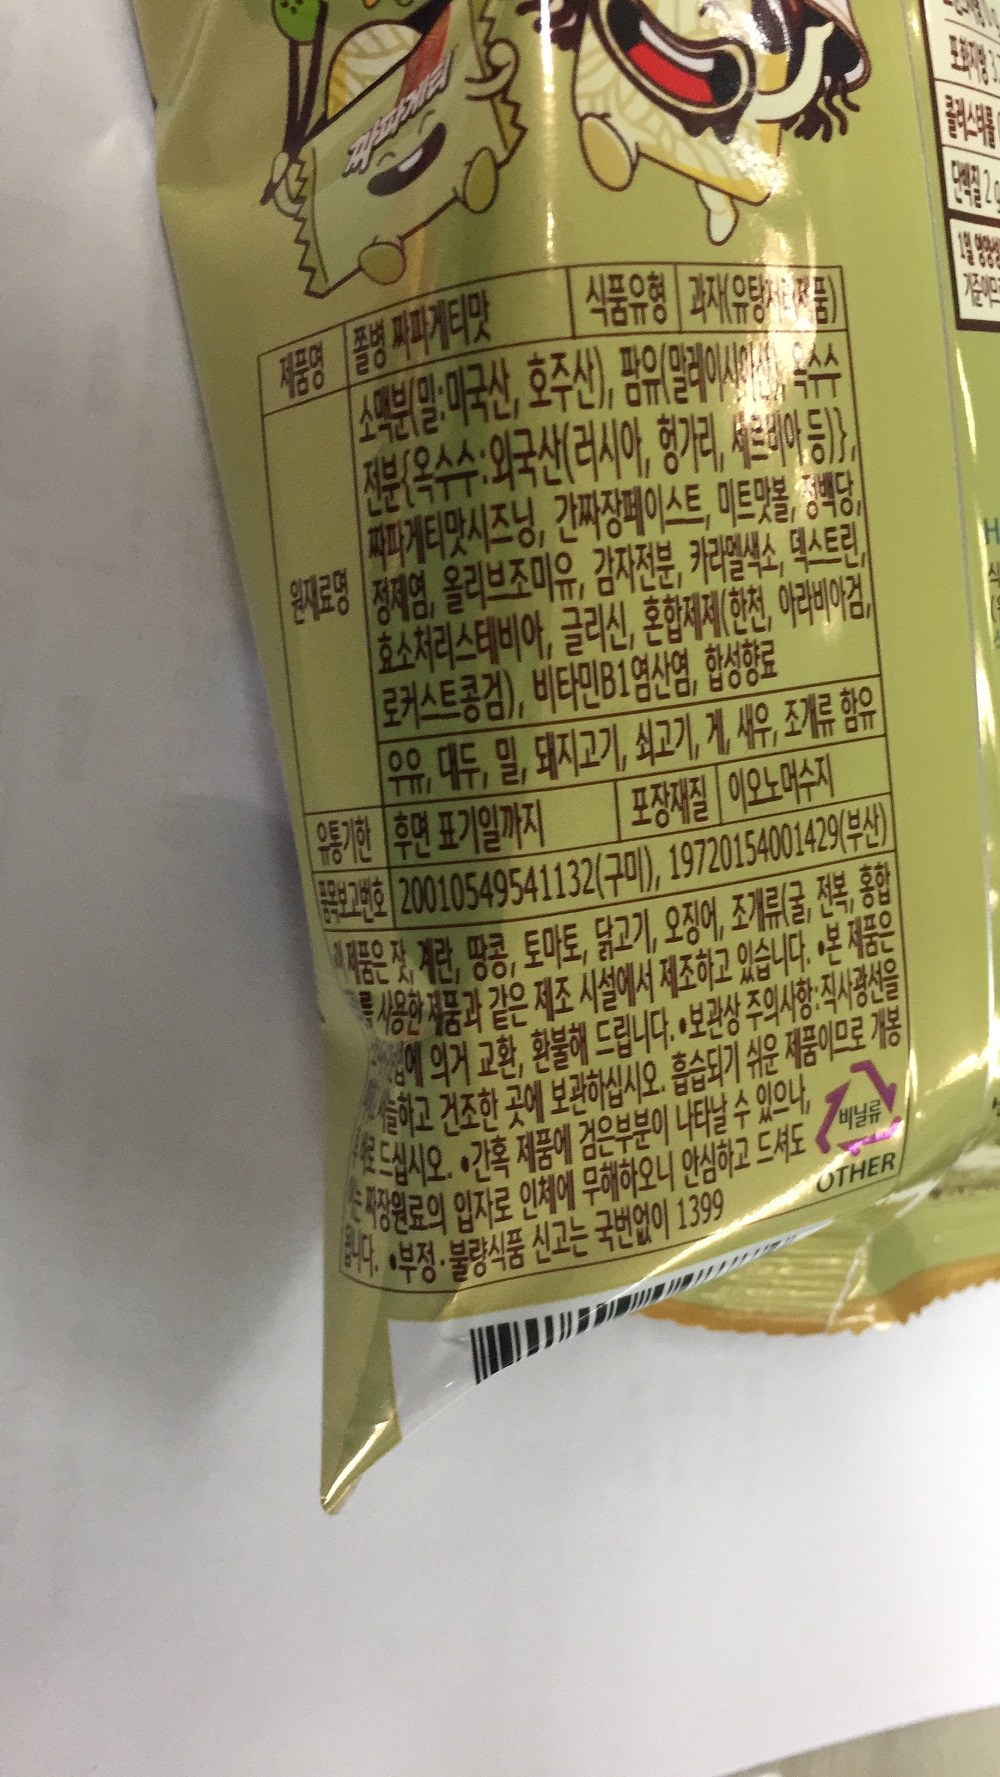 짜파게티
제품명 쫄병 짜파게티맛 식품유형 과자(유탕처리제품)
원재료명
소맥분(밀:미국산, 호주산), 팜유(말레이시아산), 옥수수
전분{옥수수:외국산(러시아, 헝가리, 세르비아 등)},
짜파게티맛시즈닝, 간짜장페이스트, 미트맛볼, 정백당,
정제염, 올리브조미유, 감자전분, 카라멜색소, 덱스트린,
효소처리스테비아, 글리신, 혼합제제(한천, 아라비아검,
로커스트콩검), 비타민B1염산염, 합성향료
우유, 대두, 밀, 돼지고기, 쇠고기, 게, 새우, 조개류 함유
유통기한 후면 표기일까지 포장재질 이오노머수지
품목보고번호 20010549541132(구미), 19720154001429(부산)
제품은 잣, 계란, 땅콩, 토마토, 닭고기, 오징어, 조개류(굴, 전복, 홍합
사용한 제품과 같은 제조 시설에서 제조하고 있습니다. •본 제품은
의거 교환, 환불해 드립니다. •보관상 주의사항:직사광선을
건조한 곳에 보관하십시오. 흡습되기 쉬운 제품이므로 개봉
드십시오. •간혹 제품에 검은부분이 나타날 수 있으나,
짜장원료의 입자로 인체에 무해하오니 안심하고 드셔도
됩니다. •부정·불량식품 신고는 국번없이 1399
비닐류
OTHER
포화지방 3
콜레스테롤
단백질 2